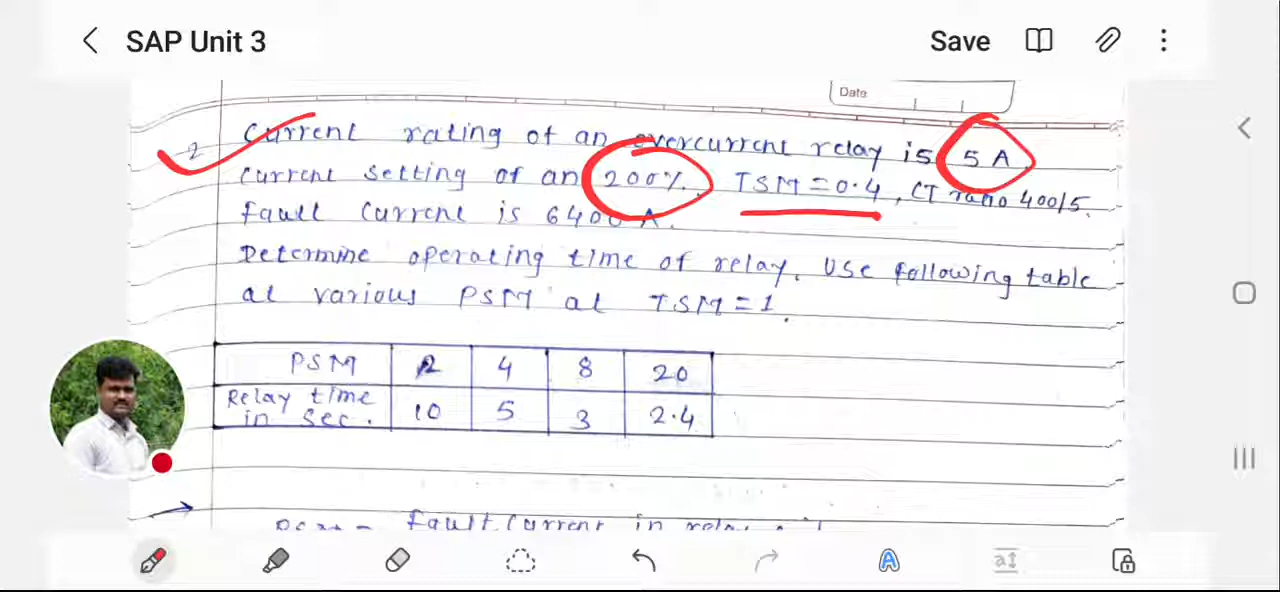 SAP Unit 3
Save
Date
2 Current rating of an overcurrent relay is 5 A
current setting of an 200%. TSM = 0.4, CT ratio 400/5.
fault current is 6400 A.
Determine operating time of relay. Use following table
at various PSM at TSM = 1.
PSM 2 4 8 20
Relay time in sec. 10 5 3 2.4
fault current in
A
a